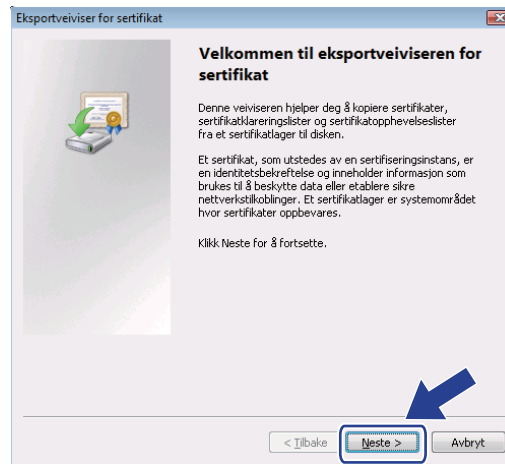 Eksportveiviser for sertifikat
Velkommen til eksportveiviseren for
sertifikat
Denne veiviseren hjelper deg å kopiere sertifikater,
sertifikatklareringslister og sertifikatopphevelseslister
fra et sertifikatlager til disken.
Et sertifikat, som utstedes av en sertifiseringsinstans, er
en identitetsbekreftelse og inneholder informasjon som
brukes til å beskytte data eller etablere sikre
nettverkstilkoblinger. Et sertifikatlager er systemområdet
hvor sertifikater oppbevares.
Klikk Neste for å fortsette.
< Tilbake Neste > Avbryt